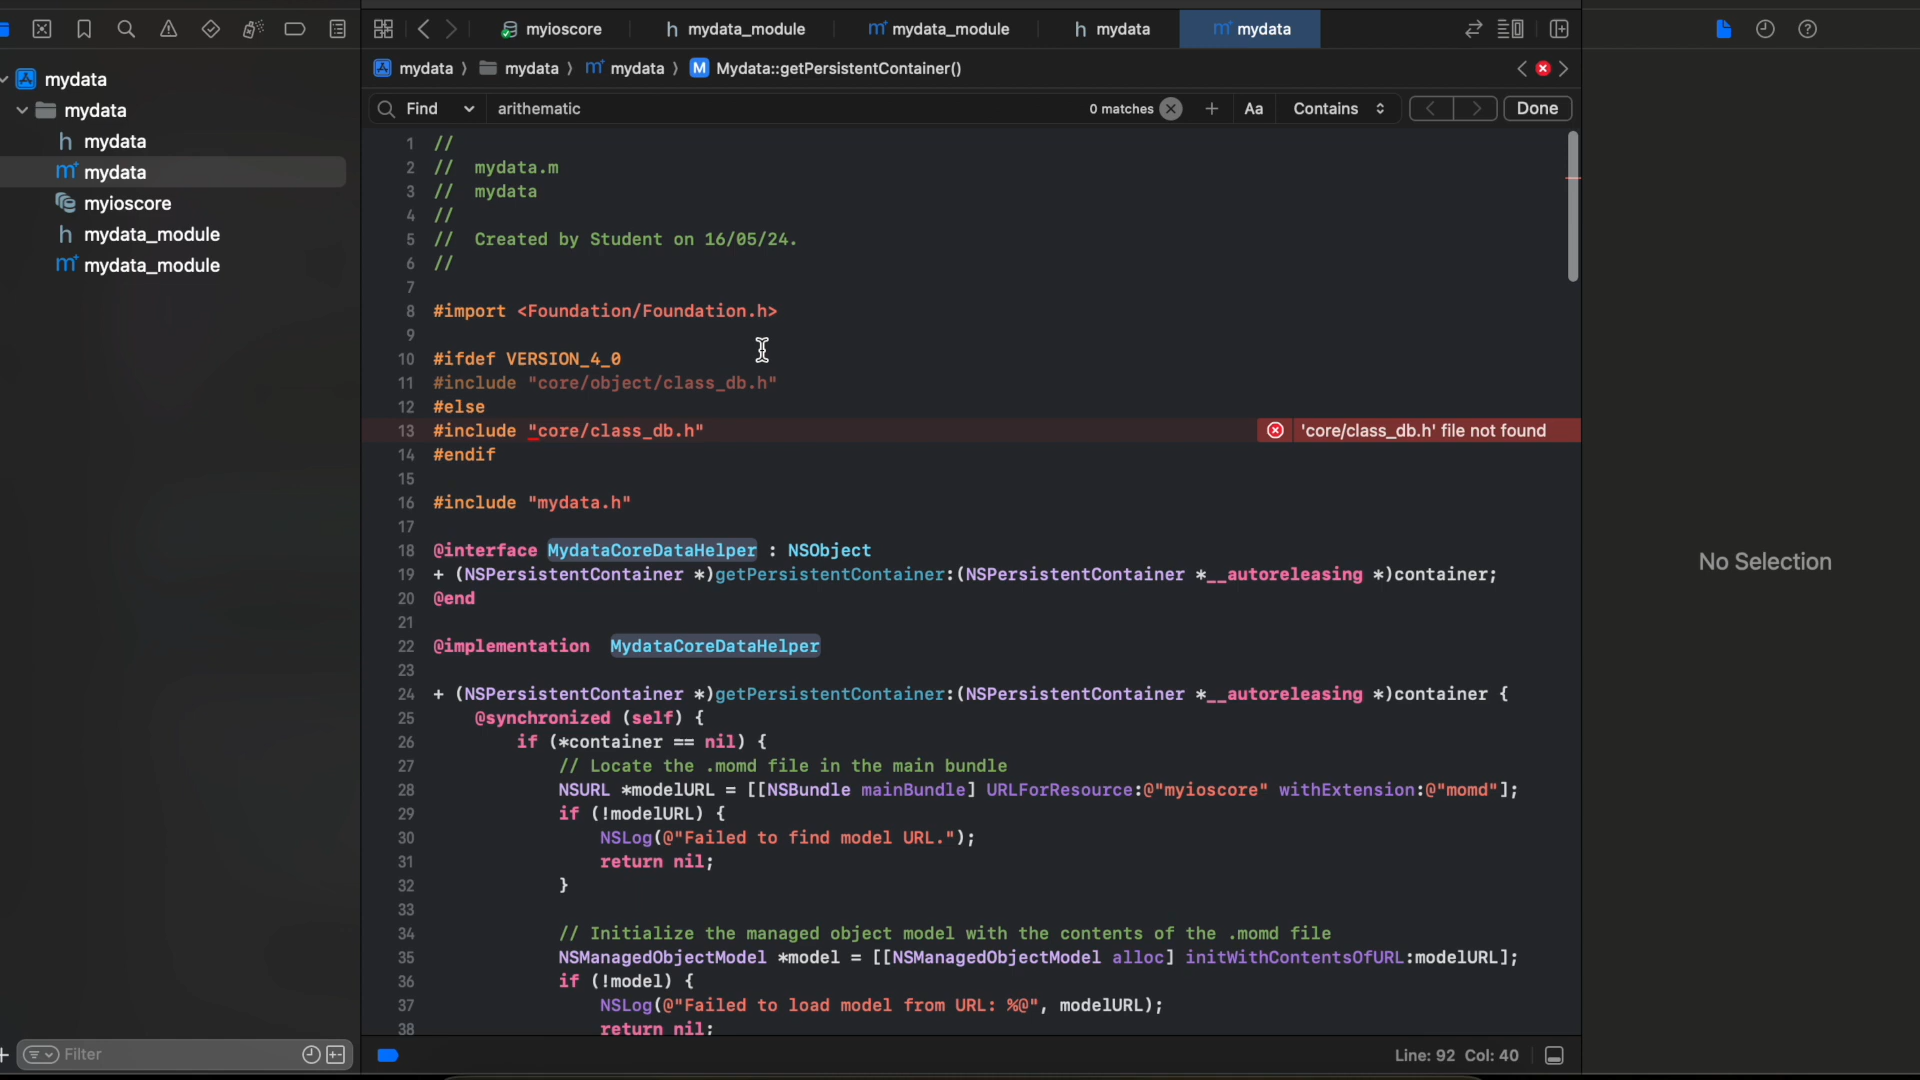 myioscore
mydata_module
mydata_module
mydata
mydata
mydata
mydata
mydata
mydata
myioscore
mydata_module
mydata_module
mydata
mydata
mydata
Mydata::getPersistentContainer()
Find
arithematic
0 matches
Aa
Contains
Done
1 //
2 // mydata.m
3 // mydata
4 //
5 // Created by Student on 16/05/24.
6 //
7
8 #import <Foundation/Foundation.h>
9
10 #ifdef VERSION_4_0
11 #include "core/object/class_db.h"
12 #else
13 #include "core/class_db.h"
'core/class_db.h' file not found
14 #endif
15
16 #include "mydata.h"
17
18 @interface MydataCoreDataHelper : NSObject
19 + (NSPersistentContainer *)getPersistentContainer:(NSPersistentContainer *__autoreleasing *)container;
20 @end
21
22 @implementation  MydataCoreDataHelper
23
24 + (NSPersistentContainer *)getPersistentContainer:(NSPersistentContainer *__autoreleasing *)container {
25     @synchronized (self) {
26         if (*container == nil) {
27             // Locate the .momd file in the main bundle
28             NSURL *modelURL = [[NSBundle mainBundle] URLForResource:@"myioscore" withExtension:@"momd"];
29             if (!modelURL) {
30                 NSLog(@"Failed to find model URL.");
31                 return nil;
32             }
33
34             // Initialize the managed object model with the contents of the .momd file
35             NSManagedObjectModel *model = [[NSManagedObjectModel alloc] initWithContentsOfURL:modelURL];
36             if (!model) {
37                 NSLog(@"Failed to load model from URL: %@", modelURL);
38                 return nil;
No Selection
Filter
Line: 92 Col: 40